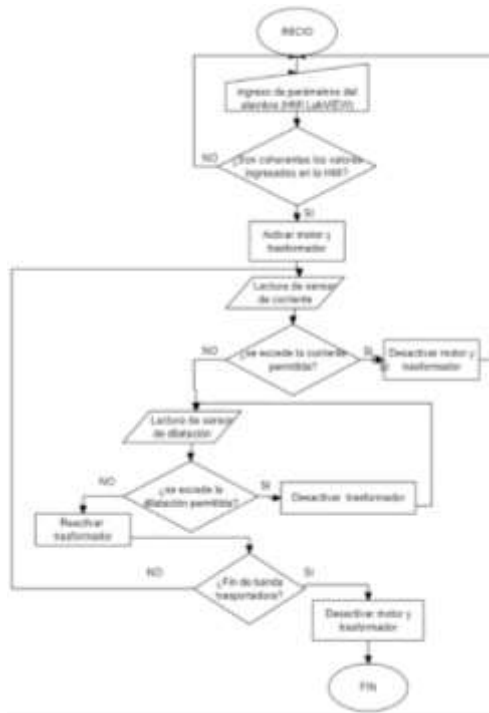 INICIO
Ingreso de parámetros del
alambre (HMI LabVIEW)
¿Son coherentes los valores
ingresados en la HMI?
NO
SI
Activar motor y
trasformador
Lectura de sensor
de corriente
¿se excede la corriente
permitida?
NO
SI
Desactivar motor y
trasformador
Lectura de sensor
de dilatación
¿se excede la
dilatación permitida?
NO
SI
Desactivar trasformador
Reactivar
trasformador
¿Fin de banda
trasportadora?
NO
SI
Desactivar motor y
trasformador
FIN